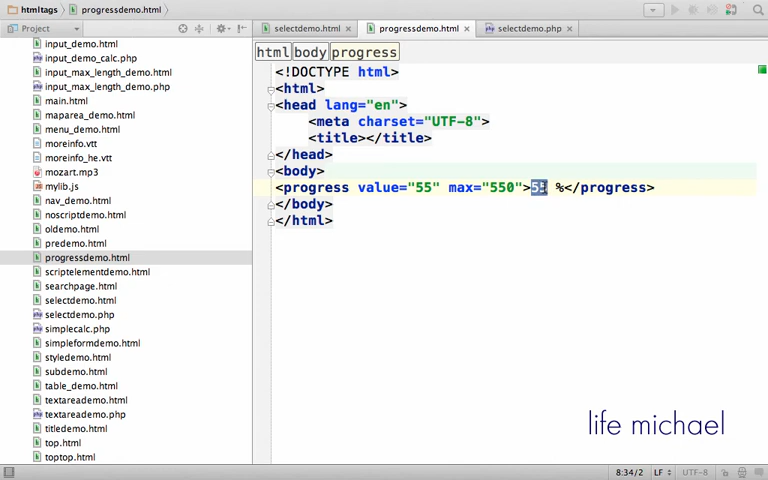 htmltags progressdemo.html
Project
selectdemo.html progressdemo.html selectdemo.php
input_demo.html
input_demo_calc.php
input_max_length_demo.html
input_max_length_demo.php
main.html
maparea_demo.html
menu_demo.html
moreinfo.vtt
moreinfo_he.vtt
mozart.mp3
mylib.js
nav_demo.html
noscriptdemo.html
oldemo.html
predemo.html
progressdemo.html
scriptelementdemo.html
searchpage.html
selectdemo.html
selectdemo.php
simplecalc.php
simpleformdemo.html
styledemo.html
subdemo.html
table_demo.html
textareademo.html
textareademo.php
titledemo.html
top.html
toptop.html
html body progress
<!DOCTYPE html>
<html>
<head lang="en">
<meta charset="UTF-8">
<title></title>
</head>
<body>
<progress value="55" max="550">55 %</progress>
</body>
</html>
life michael
8:34/2 LF UTF-8